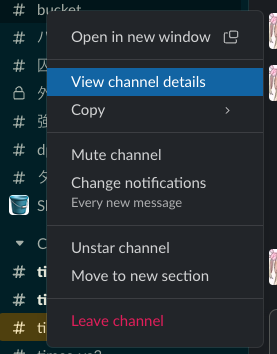 bucket
Open in new window
View channel details
Copy
Mute channel
Change notifications
Every new message
Unstar channel
Move to new section
Leave channel